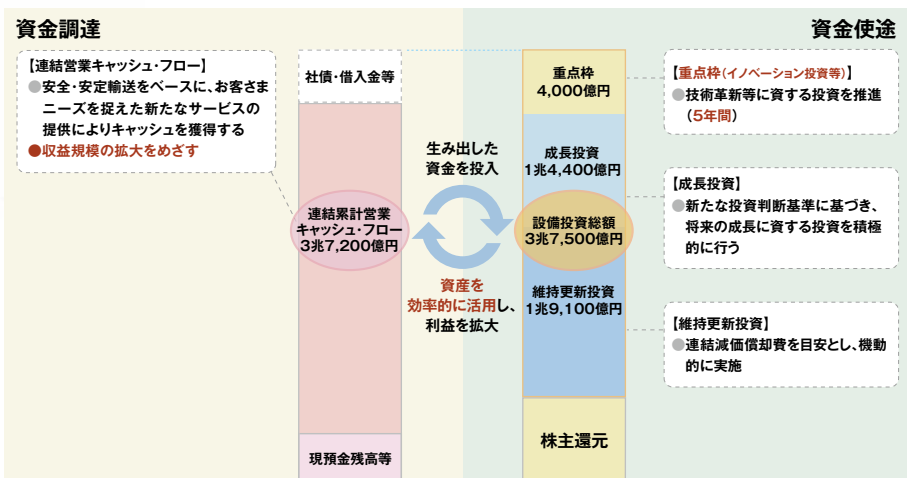 資金調達
【連結営業キャッシュ・フロー】
●安全・安定輸送をベースに、お客さま
ニーズを捉えた新たなサービスの
提供によりキャッシュを獲得する
●収益規模の拡大をめざす
社債・借入金等
連結累計営業
キャッシュ・フロー
3兆7,200億円
現預金残高等
生み出した
資金を投入
資産を
効率的に活用し、
利益を拡大
資金使途
重点枠
4,000億円
成長投資
1兆4,400億円
設備投資総額
3兆7,500億円
維持更新投資
1兆9,100億円
株主還元
【重点枠（イノベーション投資等）】
●技術革新等に資する投資を推進
（5年間）
【成長投資】
●新たな投資判断基準に基づき、
将来の成長に資する投資を積極
的に行う
【維持更新投資】
●連結減価償却費を目安とし、機動
的に実施